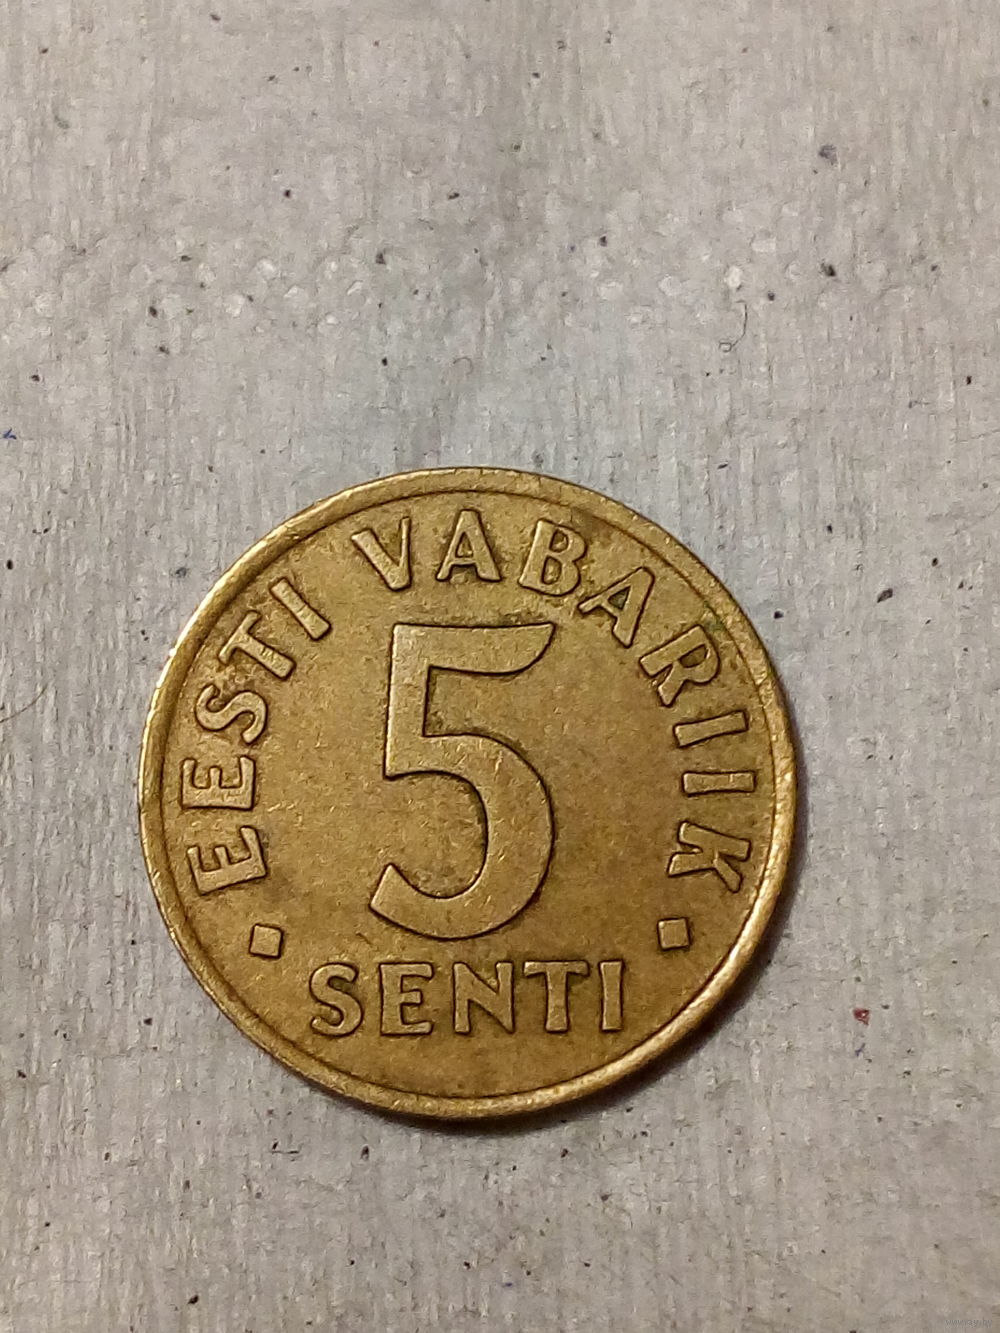 · EESTI VABARIIK ·
5
SENTI